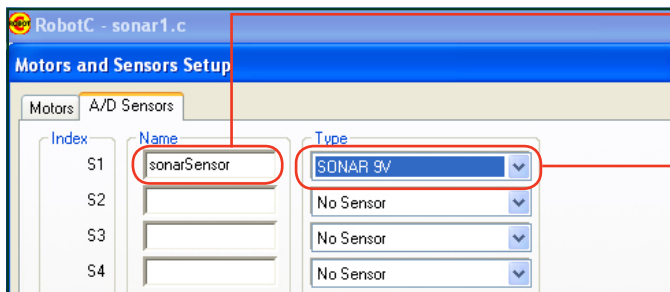 RobotC - sonar1.c
Motors and Sensors Setup
Motors A/D Sensors
Index Name Type
S1 sonarSensor SONAR 9V
S2 No Sensor
S3 No Sensor
S4 No Sensor